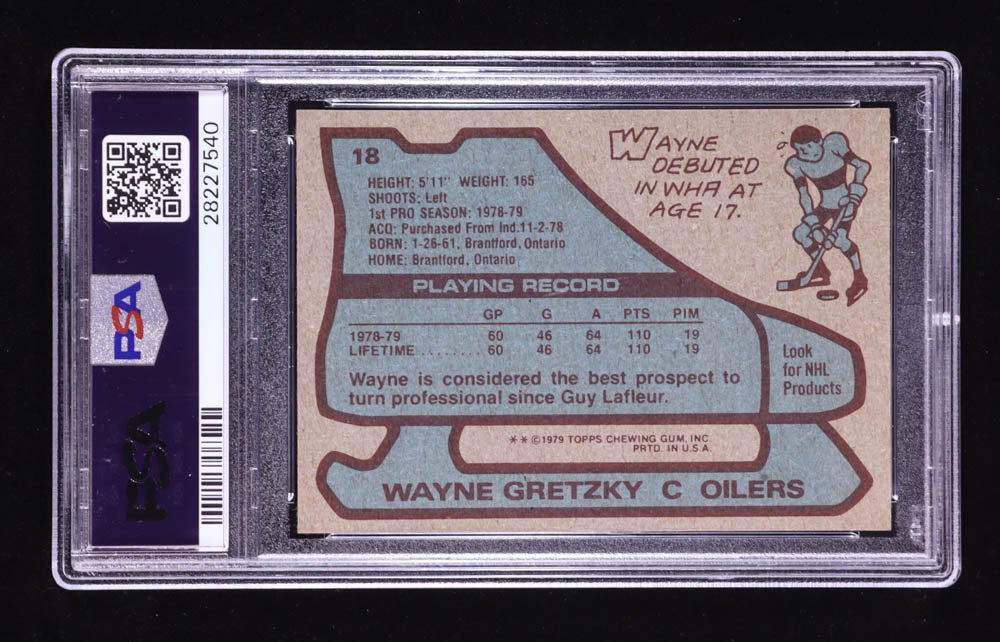 PSA
28227540
PSA
18
HEIGHT: 5'11" WEIGHT: 165
SHOOTS: Left
1st PRO SEASON: 1978-79
ACQ: Purchased From Ind. 11-2-78
BORN: 1-26-61, Brantford, Ontario
HOME: Brantford, Ontario
WAYNE
DEBUTED
IN WHA AT
AGE 17.
PLAYING RECORD
GP G A PTS PIM
1978-79 60 46 64 110 19
LIFETIME ........ 60 46 64 110 19
Wayne is considered the best prospect to
turn professional since Guy Lafleur.
Look
for NHL
Products
** ©1979 TOPPS CHEWING GUM, INC.
PRTD. IN U.S.A.
WAYNE GRETZKY C OILERS